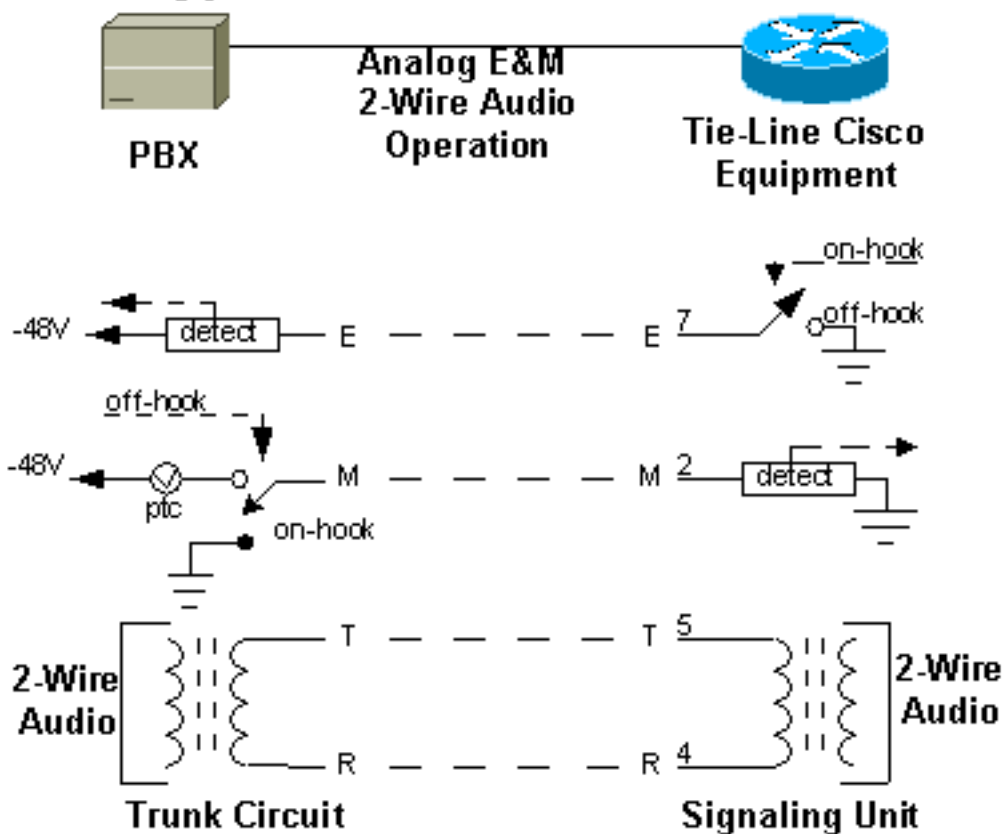 Analog E&M
2-Wire Audio
Operation
PBX
Tie-Line Cisco
Equipment
on-hook
-48V
detect
E
E
7
off-hook
off-hook
-48V
ptc
M
M
2
detect
on-hook
T
T
5
2-Wire
Audio
2-Wire
Audio
R
R
4
Trunk Circuit
Signaling Unit